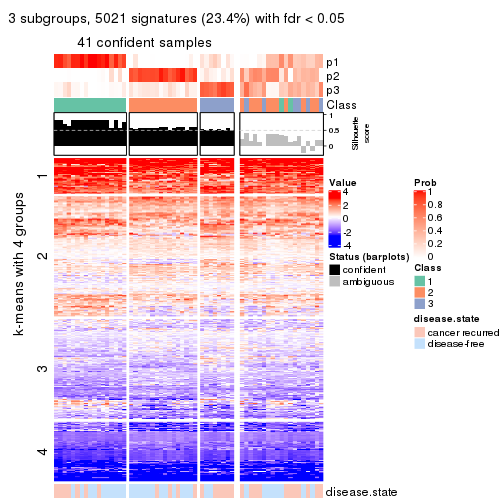 3 subgroups, 5021 signatures (23.4%) with fdr < 0.05
41 confident samples
p1
p2
p3
Class
1
0.5
0
Silhouette
score
k-means with 4 groups
1
2
3
4
disease.state
Value
4
2
0
-2
-4
Status (barplots)
confident
ambiguous
Prob
1
0.8
0.6
0.4
0.2
0
Class
1
2
3
disease.state
cancer recurred
disease-free